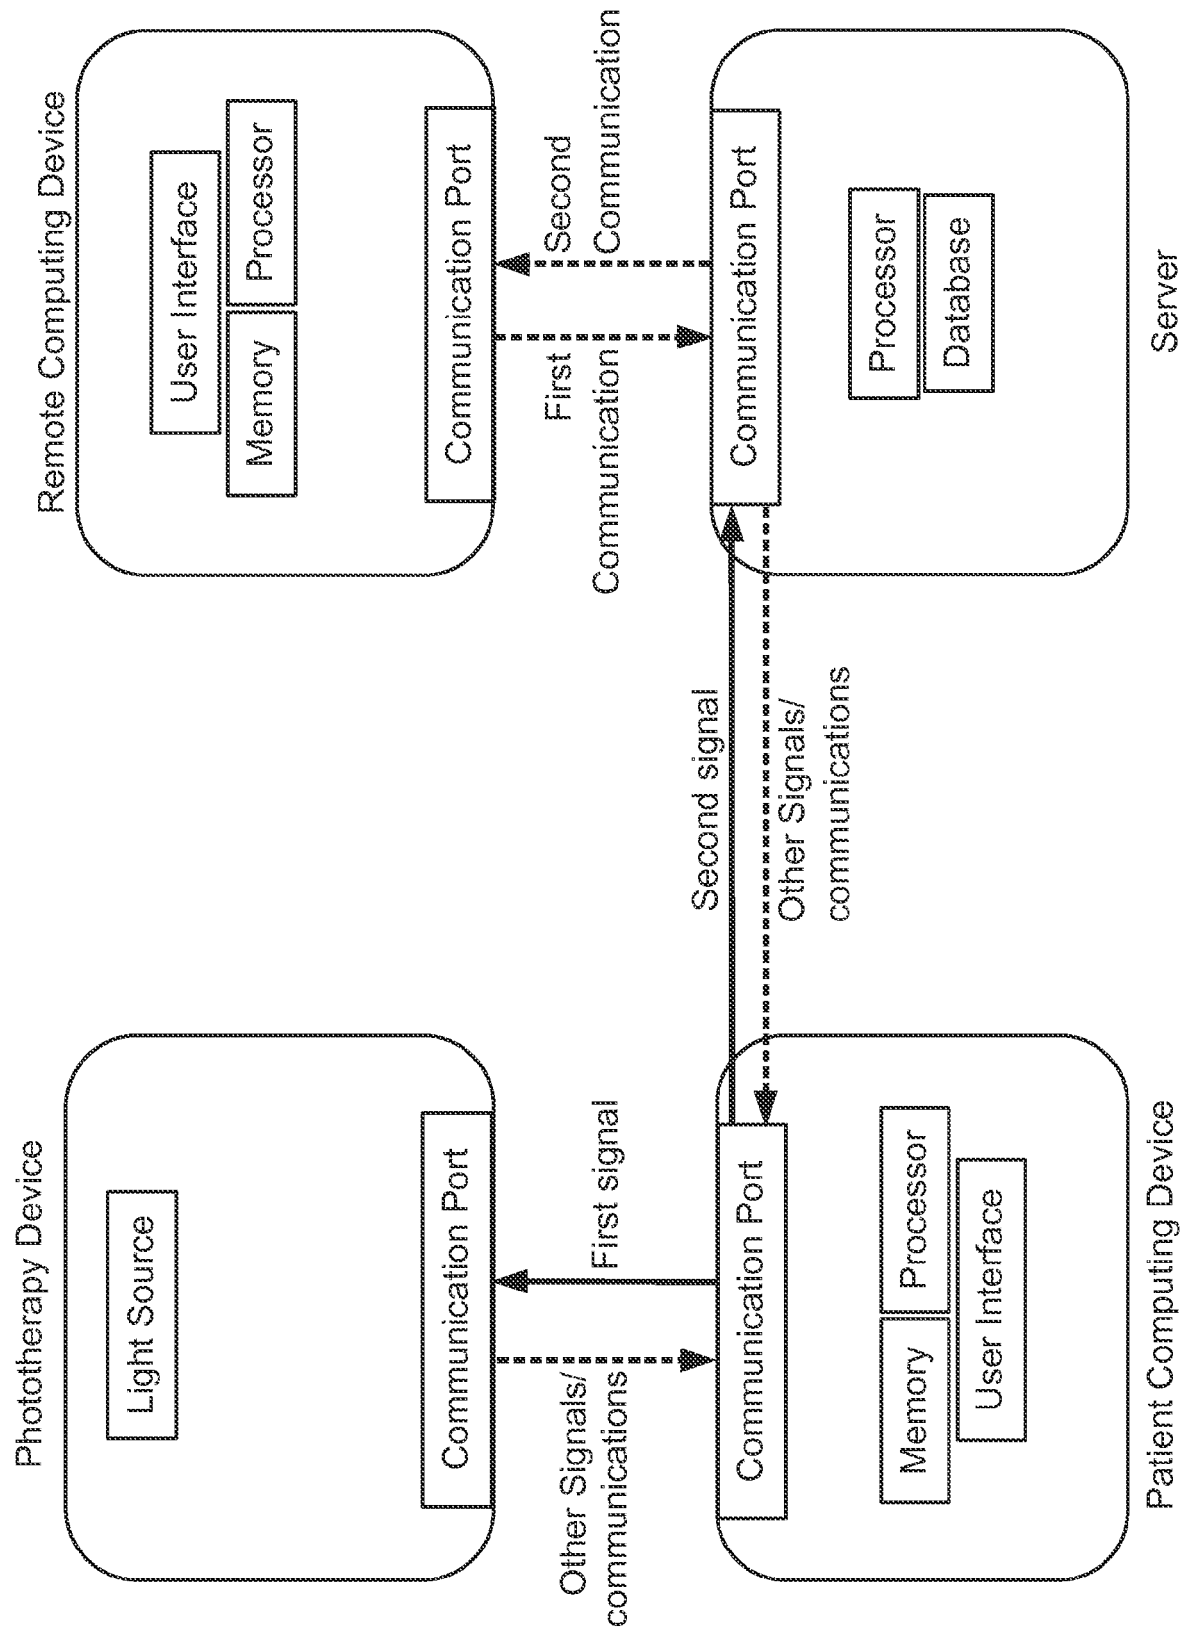 Phototherapy Device
Light Source
Communication Port
Other Signals/
communications
First signal
Communication Port
Memory
Processor
User Interface
Patient Computing Device
Second signal
Other Signals/
communications
Remote Computing Device
User Interface
Memory
Processor
Communication Port
First
Communication
Second
Communication
Communication Port
Processor
Database
Server